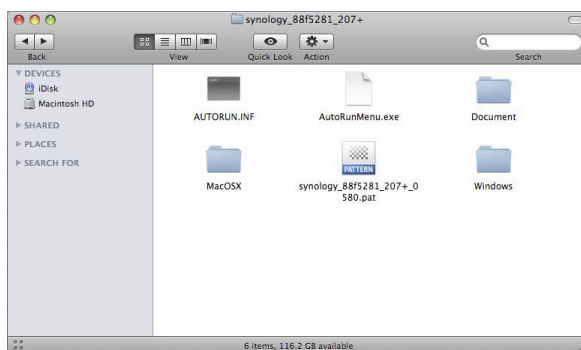 synology_88f5281_207+
Back
View
Quick Look
Action
Search
DEVICES
iDisk
Macintosh HD
SHARED
PLACES
SEARCH FOR
AUTORUN.INF
AutoRunMenu.exe
Document
MacOSX
PATTERN
synology_88f5281_207+_0
580.pat
Windows
6 items, 116.2 GB available